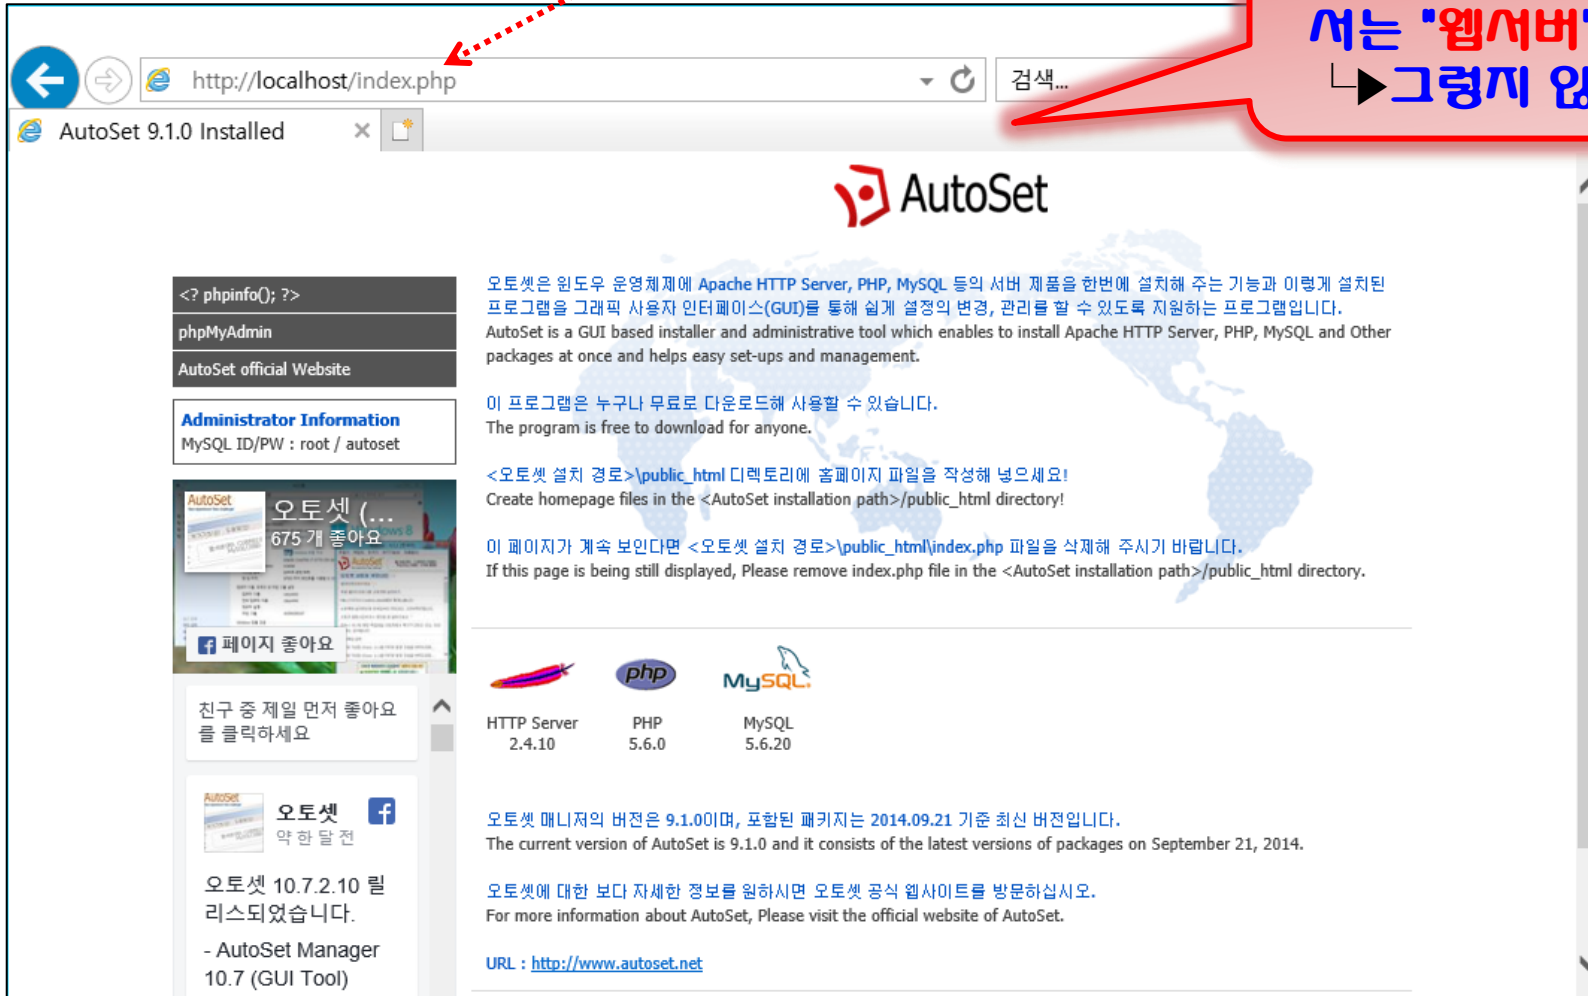 서는 "웹서버"
└▶그렇지 않
http://localhost/index.php
검색...
AutoSet 9.1.0 Installed
AutoSet
<? phpinfo(); ?>
phpMyAdmin
AutoSet official Website
Administrator Information
MySQL ID/PW : root / autoset
AutoSet
오토셋 (...
675 개 좋아요
페이지 좋아요
친구 중 제일 먼저 좋아요
를 클릭하세요
AutoSet
오토셋
약 한 달 전
오토셋 10.7.2.10 릴
리스되었습니다.
- AutoSet Manager
10.7 (GUI Tool)
오토셋은 윈도우 운영체제에 Apache HTTP Server, PHP, MySQL 등의 서버 제품을 한번에 설치해 주는 기능과 이렇게 설치된
프로그램을 그래픽 사용자 인터페이스(GUI)를 통해 쉽게 설정의 변경, 관리를 할 수 있도록 지원하는 프로그램입니다.
AutoSet is a GUI based installer and administrative tool which enables to install Apache HTTP Server, PHP, MySQL and Other
packages at once and helps easy set-ups and management.
이 프로그램은 누구나 무료로 다운로드해 사용할 수 있습니다.
The program is free to download for anyone.
<오토셋 설치 경로>\public_html 디렉토리에 홈페이지 파일을 작성해 넣으세요!
Create homepage files in the <AutoSet installation path>/public_html directory!
이 페이지가 계속 보인다면 <오토셋 설치 경로>\public_html\index.php 파일을 삭제해 주시기 바랍니다.
If this page is being still displayed, Please remove index.php file in the <AutoSet installation path>/public_html directory.
php
MySQL
HTTP Server PHP MySQL
2.4.10 5.6.0 5.6.20
오토셋 매니저의 버전은 9.1.0이며, 포함된 패키지는 2014.09.21 기준 최신 버전입니다.
The current version of AutoSet is 9.1.0 and it consists of the latest versions of packages on September 21, 2014.
오토셋에 대한 보다 자세한 정보를 원하시면 오토셋 공식 웹사이트를 방문하십시오.
For more information about AutoSet, Please visit the official website of AutoSet.
URL : http://www.autoset.net